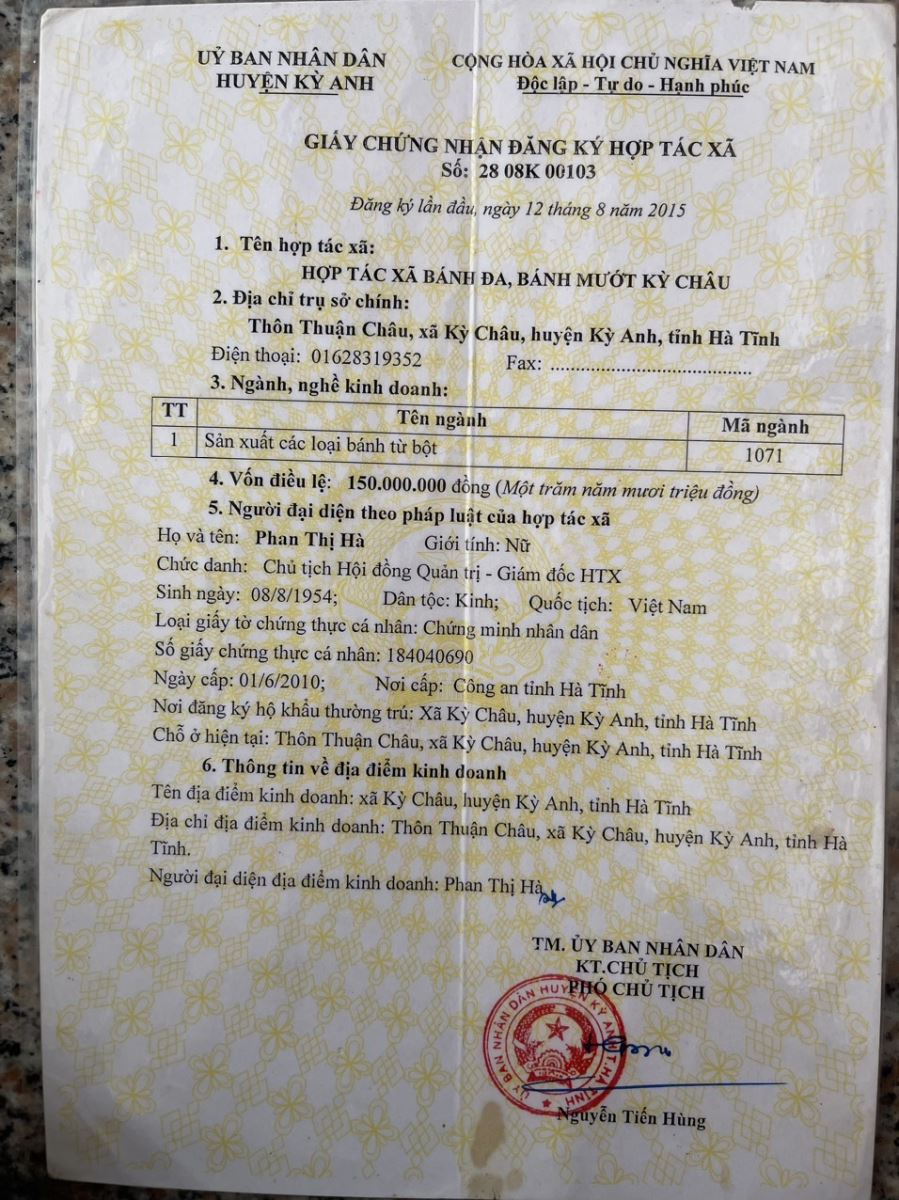 UỶ BAN NHÂN DÂN
HUYỆN KỲ ANH
CỘNG HÒA XÃ HỘI CHỦ NGHĨA VIỆT NAM
Độc lập - Tự do - Hạnh phúc
GIẤY CHỨNG NHẬN ĐĂNG KÝ HỢP TÁC XÃ
Số: 28 08K 00103
Đăng ký lần đầu, ngày 12 tháng 8 năm 2015
1. Tên hợp tác xã:
HỢP TÁC XÃ BÁNH ĐA, BÁNH MƯỚT KỲ CHÂU
2. Địa chỉ trụ sở chính:
Thôn Thuận Châu, xã Kỳ Châu, huyện Kỳ Anh, tỉnh Hà Tĩnh
Điện thoại: 01628319352 Fax: ........................................
3. Ngành, nghề kinh doanh:
TT Tên ngành Mã ngành
1 Sản xuất các loại bánh từ bột 1071
4. Vốn điều lệ: 150.000.000 đồng (Một trăm năm mươi triệu đồng)
5. Người đại diện theo pháp luật của hợp tác xã
Họ và tên: Phan Thị Hà Giới tính: Nữ
Chức danh: Chủ tịch Hội đồng Quản trị - Giám đốc HTX
Sinh ngày: 08/8/1954; Dân tộc: Kinh; Quốc tịch: Việt Nam
Loại giấy tờ chứng thực cá nhân: Chứng minh nhân dân
Số giấy chứng thực cá nhân: 184040690
Ngày cấp: 01/6/2010; Nơi cấp: Công an tỉnh Hà Tĩnh
Nơi đăng ký hộ khẩu thường trú: Xã Kỳ Châu, huyện Kỳ Anh, tỉnh Hà Tĩnh
Chỗ ở hiện tại: Thôn Thuận Châu, xã Kỳ Châu, huyện Kỳ Anh, tỉnh Hà Tĩnh
6. Thông tin về địa điểm kinh doanh
Tên địa điểm kinh doanh: xã Kỳ Châu, huyện Kỳ Anh, tỉnh Hà Tĩnh
Địa chỉ địa điểm kinh doanh: Thôn Thuận Châu, xã Kỳ Châu, huyện Kỳ Anh, tỉnh Hà
Tĩnh.
Người đại diện địa điểm kinh doanh: Phan Thị Hà
TM. ỦY BAN NHÂN DÂN
KT.CHỦ TỊCH
PHÓ CHỦ TỊCH
ỦY BAN NHÂN DÂN HUYỆN KỲ ANH T.HÀ TĨNH
Nguyễn Tiến Hùng